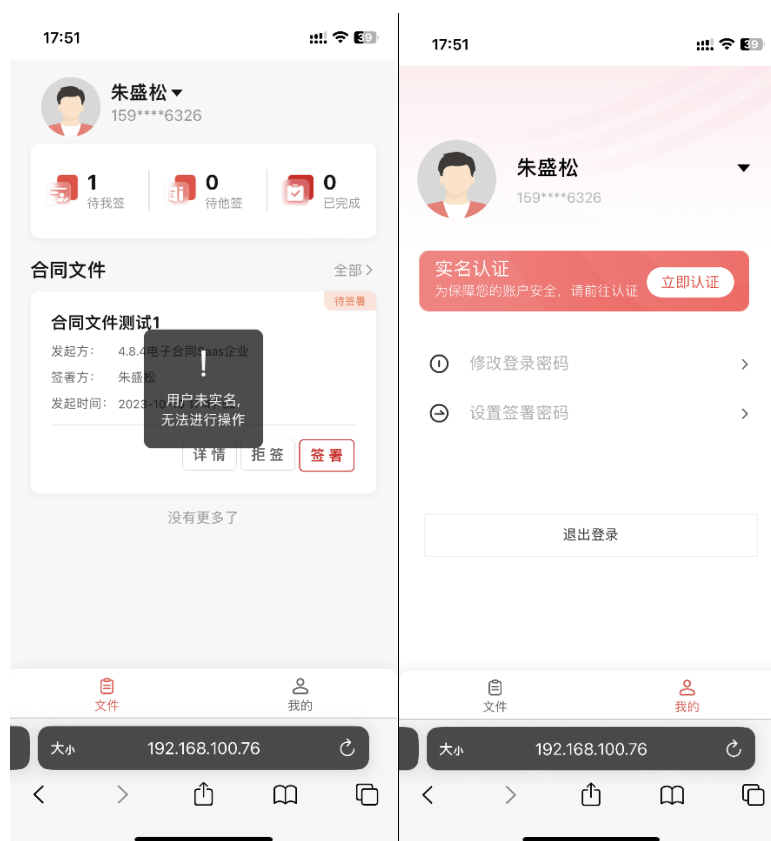 17:51
39
朱盛松
159****6326
1
待我签
0
待他签
0
已完成
合同文件
全部
待签署
合同文件测试1
发起方： 4.8.4电子合同Saas企业
签署方： 朱盛松
发起时间： 2023-10-
用户未实名,
无法进行操作
详情
拒签
签署
没有更多了
文件
我的
大小
192.168.100.76
17:51
39
朱盛松
159****6326
实名认证
为保障您的账户安全，请前往认证
立即认证
修改登录密码
设置签署密码
退出登录
文件
我的
大小
192.168.100.76